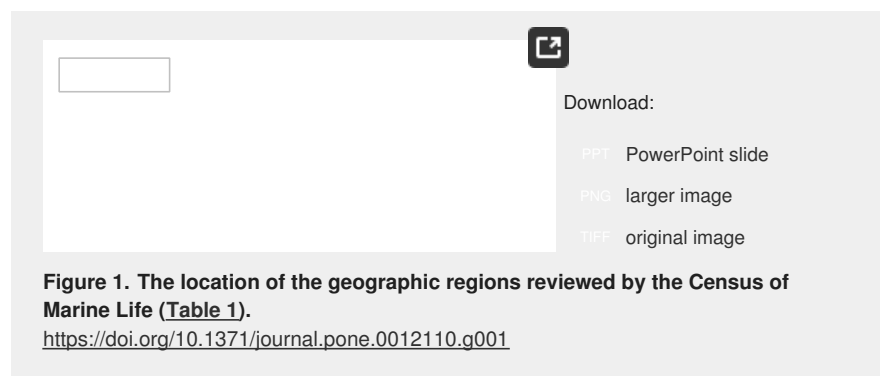 Download:
PPT PowerPoint slide
PNG larger image
TIFF original image
Figure 1. The location of the geographic regions reviewed by the Census of
Marine Life (Table 1).
https://doi.org/10.1371/journal.pone.0012110.g001